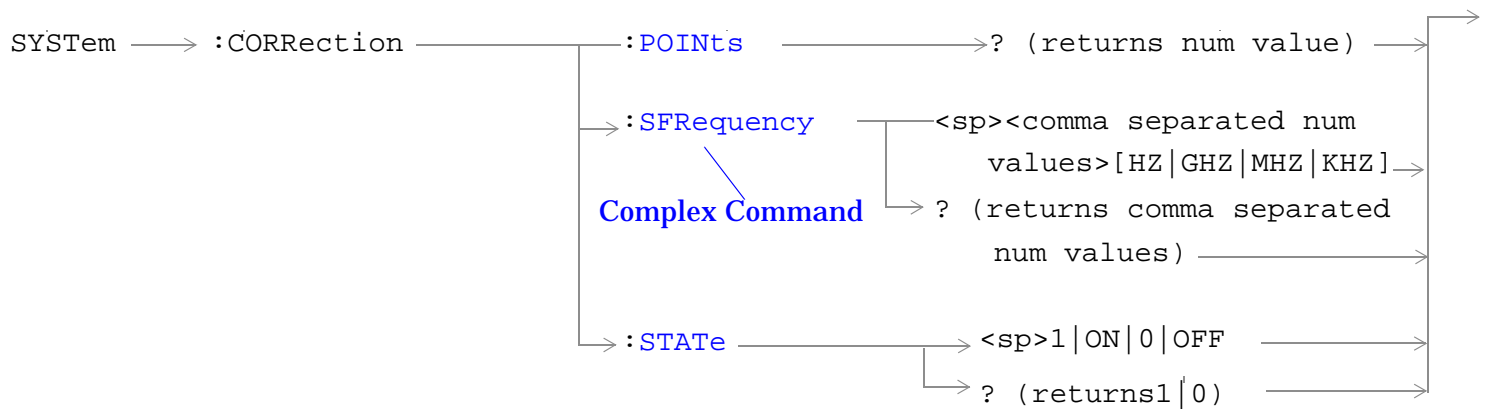 SYSTem :CORRection :POINts ? (returns num value)
:SFRequency <sp><comma separated num
values>[HZ|GHZ|MHZ|KHZ]
Complex Command ? (returns comma separated
num values)
:STATe <sp>1|ON|0|OFF
? (returns1|0)